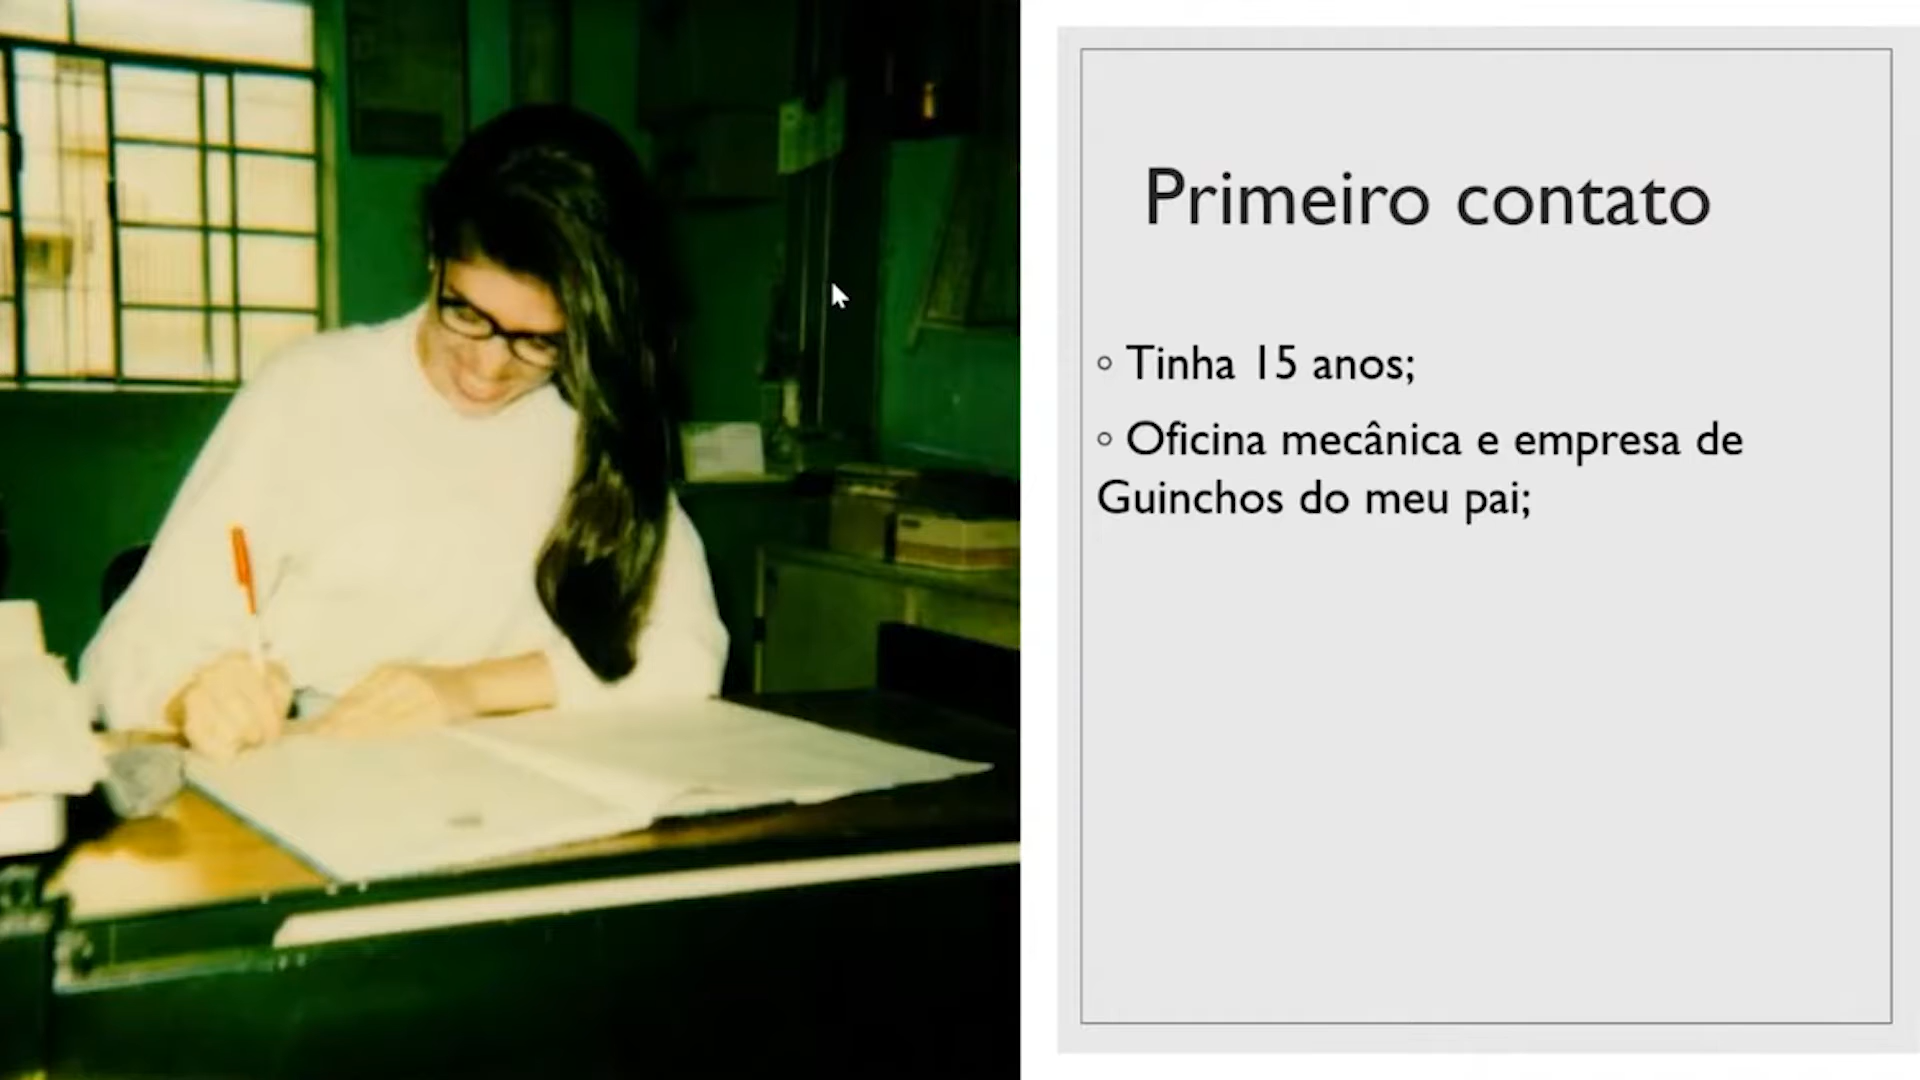 Primeiro contato
◦ Tinha 15 anos;
◦ Oficina mecânica e empresa de
Guinchos do meu pai;